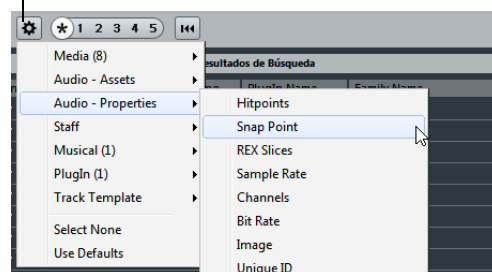 1 2 3 4 5
Resultados de Búsqueda
PlugIn Name Family Name
Media (8)
Audio - Assets
Audio - Properties
Staff
Musical (1)
PlugIn (1)
Track Template
Select None
Use Defaults
Hitpoints
Snap Point
REX Slices
Sample Rate
Channels
Bit Rate
Image
Unique ID